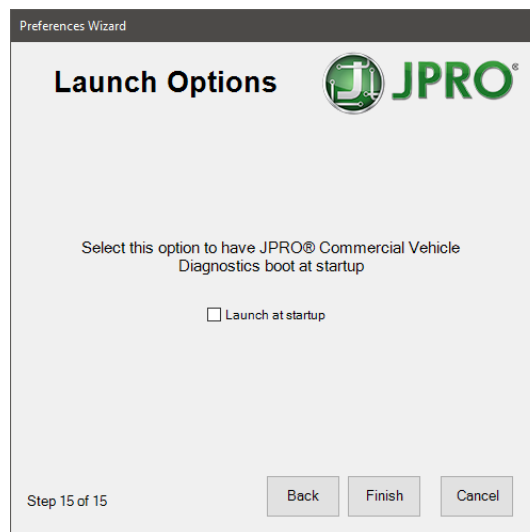 Preferences Wizard
Launch Options
JPRO®
Select this option to have JPRO® Commercial Vehicle
Diagnostics boot at startup
Launch at startup
Step 15 of 15
Back
Finish
Cancel